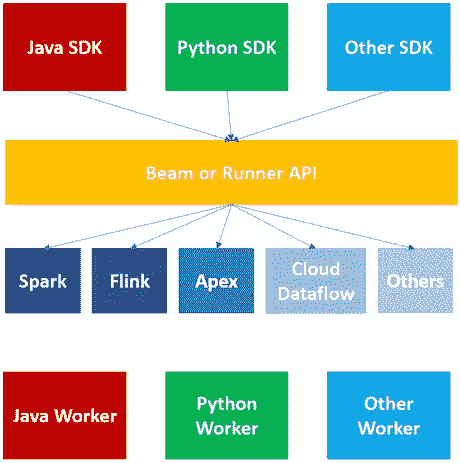 Java SDK
Python SDK
Other SDK
Beam or Runner API
Spark
Flink
Apex
Cloud
Dataflow
Others
Java Worker
Python
Worker
Other
Worker